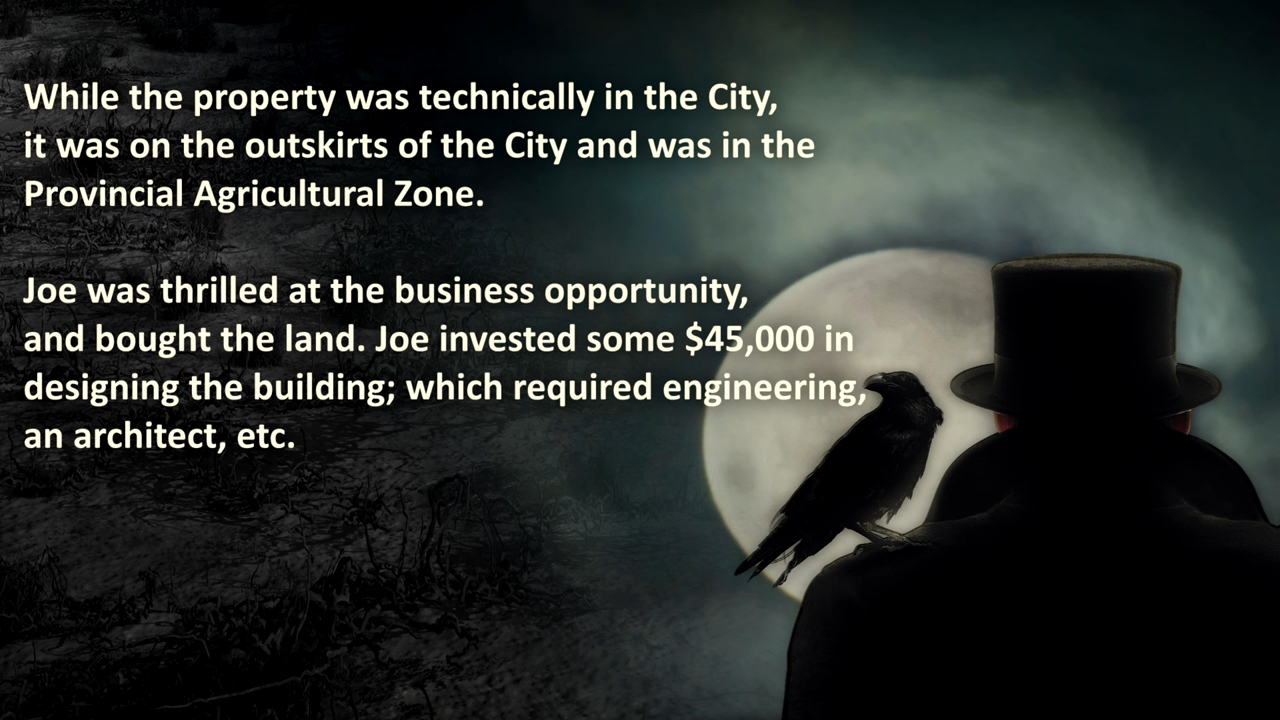 While the property was technically in the City,
it was on the outskirts of the City and was in the
Provincial Agricultural Zone.
Joe was thrilled at the business opportunity,
and bought the land. Joe invested some $45,000 in
designing the building; which required engineering,
an architect, etc.